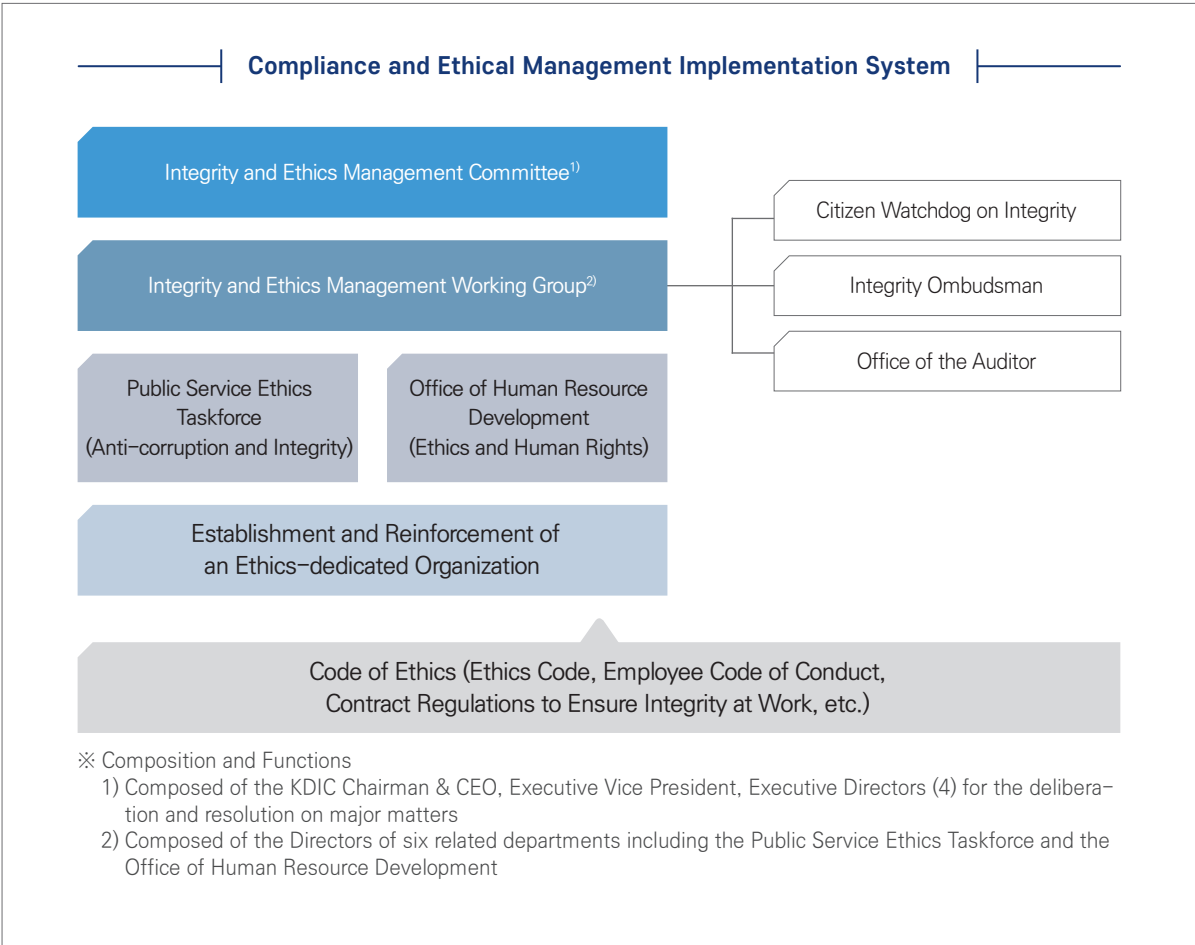 Compliance and Ethical Management Implementation System
Integrity and Ethics Management Committee1)
Integrity and Ethics Management Working Group2)
Citizen Watchdog on Integrity
Integrity Ombudsman
Office of the Auditor
Public Service Ethics
Taskforce
(Anti-corruption and Integrity)
Office of Human Resource
Development
(Ethics and Human Rights)
Establishment and Reinforcement of
an Ethics-dedicated Organization
Code of Ethics (Ethics Code, Employee Code of Conduct,
Contract Regulations to Ensure Integrity at Work, etc.)
※ Composition and Functions
1) Composed of the KDIC Chairman & CEO, Executive Vice President, Executive Directors (4) for the delibera-
tion and resolution on major matters
2) Composed of the Directors of six related departments including the Public Service Ethics Taskforce and the
Office of Human Resource Development